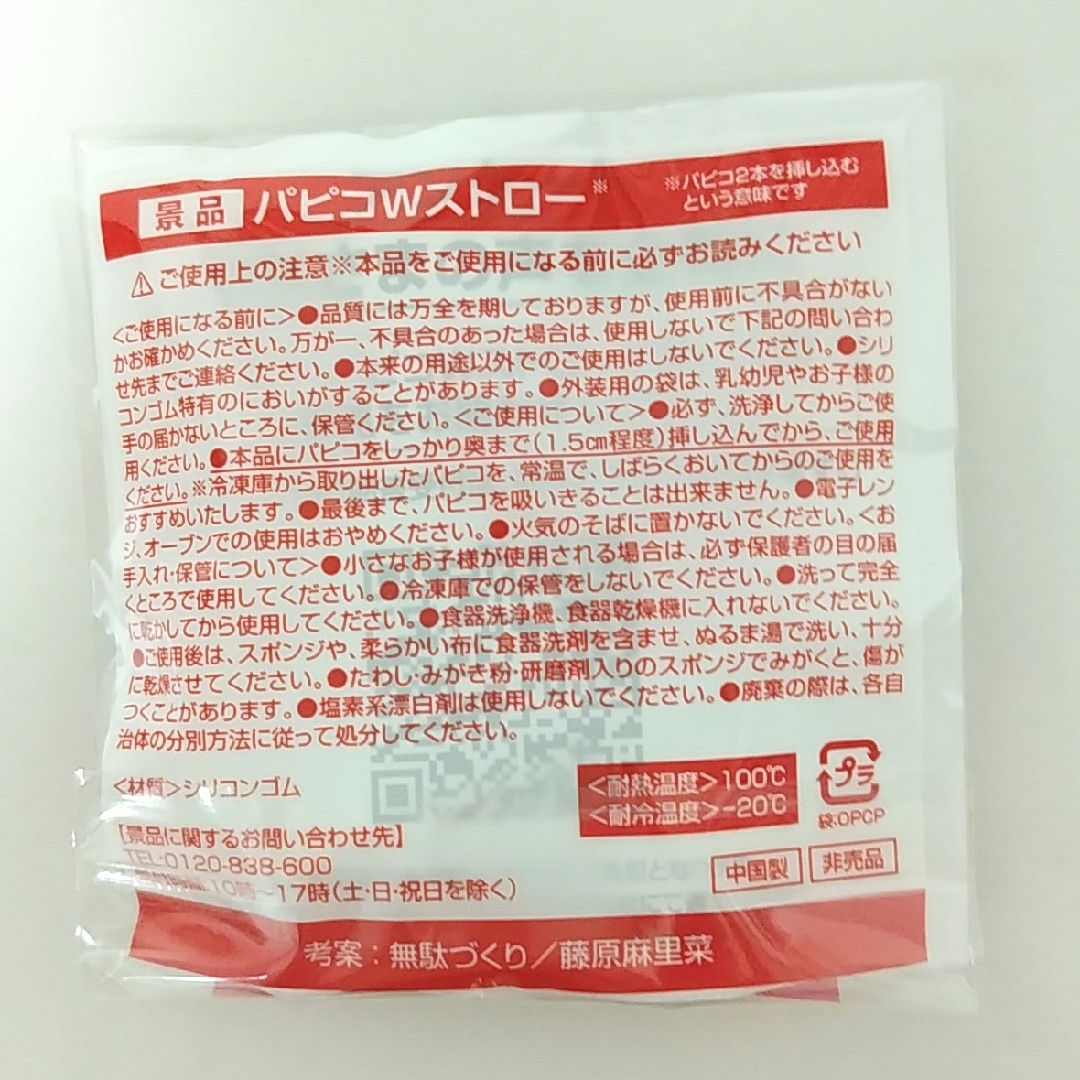 景品 パピコWストロー※ ※パピコ2本を挿し込む
という意味です
⚠ご使用上の注意※本品をご使用になる前に必ずお読みください
<ご使用になる前に>●品質には万全を期しておりますが、使用前に不具合がない
かお確かめください。万が一、不具合のあった場合は、使用しないで下記の問い合わ
せ先までご連絡ください。●本来の用途以外でのご使用はしないでください。●シリ
コンゴム特有のにおいがすることがあります。●外装用の袋は、乳幼児やお子様の
手の届かないところに、保管ください。<ご使用について>●必ず、洗浄してからご使
用ください。●本品にパピコをしっかり奥まで(1.5cm程度)挿し込んでから、ご使用
ください。※冷凍庫から取り出したパピコを、常温で、しばらくおいてからのご使用を
おすすめいたします。●最後まで、パピコを吸いきることは出来ません。●電子レン
ジ、オーブンでの使用はおやめください。●火気のそばに置かないでください。<お
手入れ・保管について>●小さなお子様が使用される場合は、必ず保護者の目の届
くところで使用してください。●冷凍庫での保管をしないでください。●洗って完全
に乾かしてから使用してください。●食器洗浄機、食器乾燥機に入れないでください。
●ご使用後は、スポンジや、柔らかい布に食器洗剤を含ませ、ぬるま湯で洗い、十分
に乾燥させてください。●たわし・みがき粉・研磨剤入りのスポンジでみがくと、傷が
つくことがあります。●塩素系漂白剤は使用しないでください。●廃棄の際は、各自
治体の分別方法に従って処分してください。
<材質>シリコンゴム
<耐熱温度>100℃
<耐冷温度>-20℃
プラ
袋:OPCP
【景品に関するお問い合わせ先】
TEL:0120-838-600
10時〜17時(土・日・祝日を除く)
中国製 非売品
考案:無駄づくり/藤原麻里菜